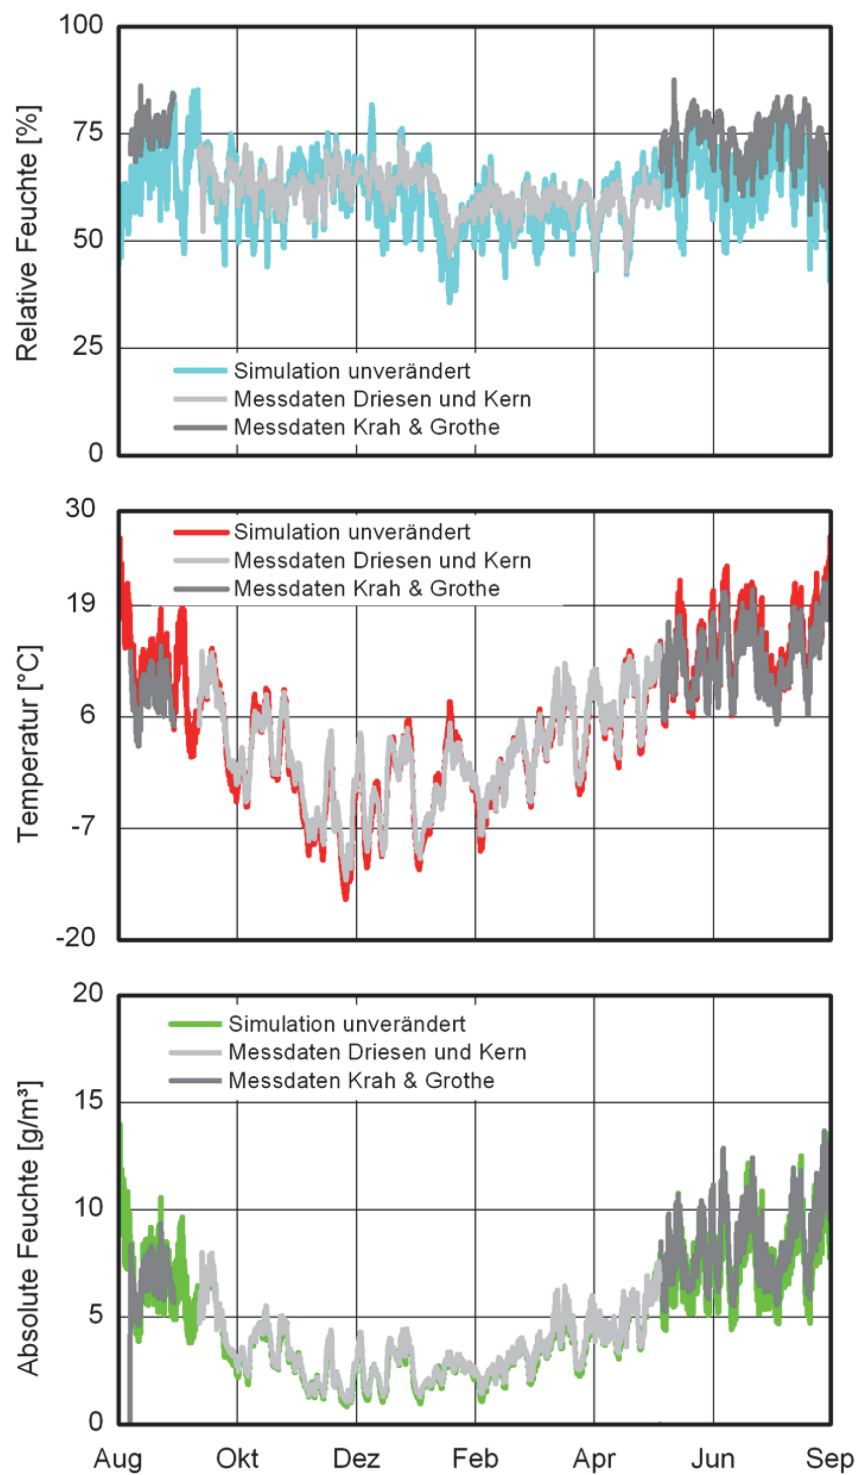 100
75
50
25
0
Relative Feuchte [%]
Simulation unverändert
Messdaten Driesen und Kern
Messdaten Krah & Grothe
30
19
6
-7
-20
Temperatur [°C]
Simulation unverändert
Messdaten Driesen und Kern
Messdaten Krah & Grothe
20
15
10
5
0
Absolute Feuchte [g/m³]
Simulation unverändert
Messdaten Driesen und Kern
Messdaten Krah & Grothe
Aug Okt Dez Feb Apr Jun Sep